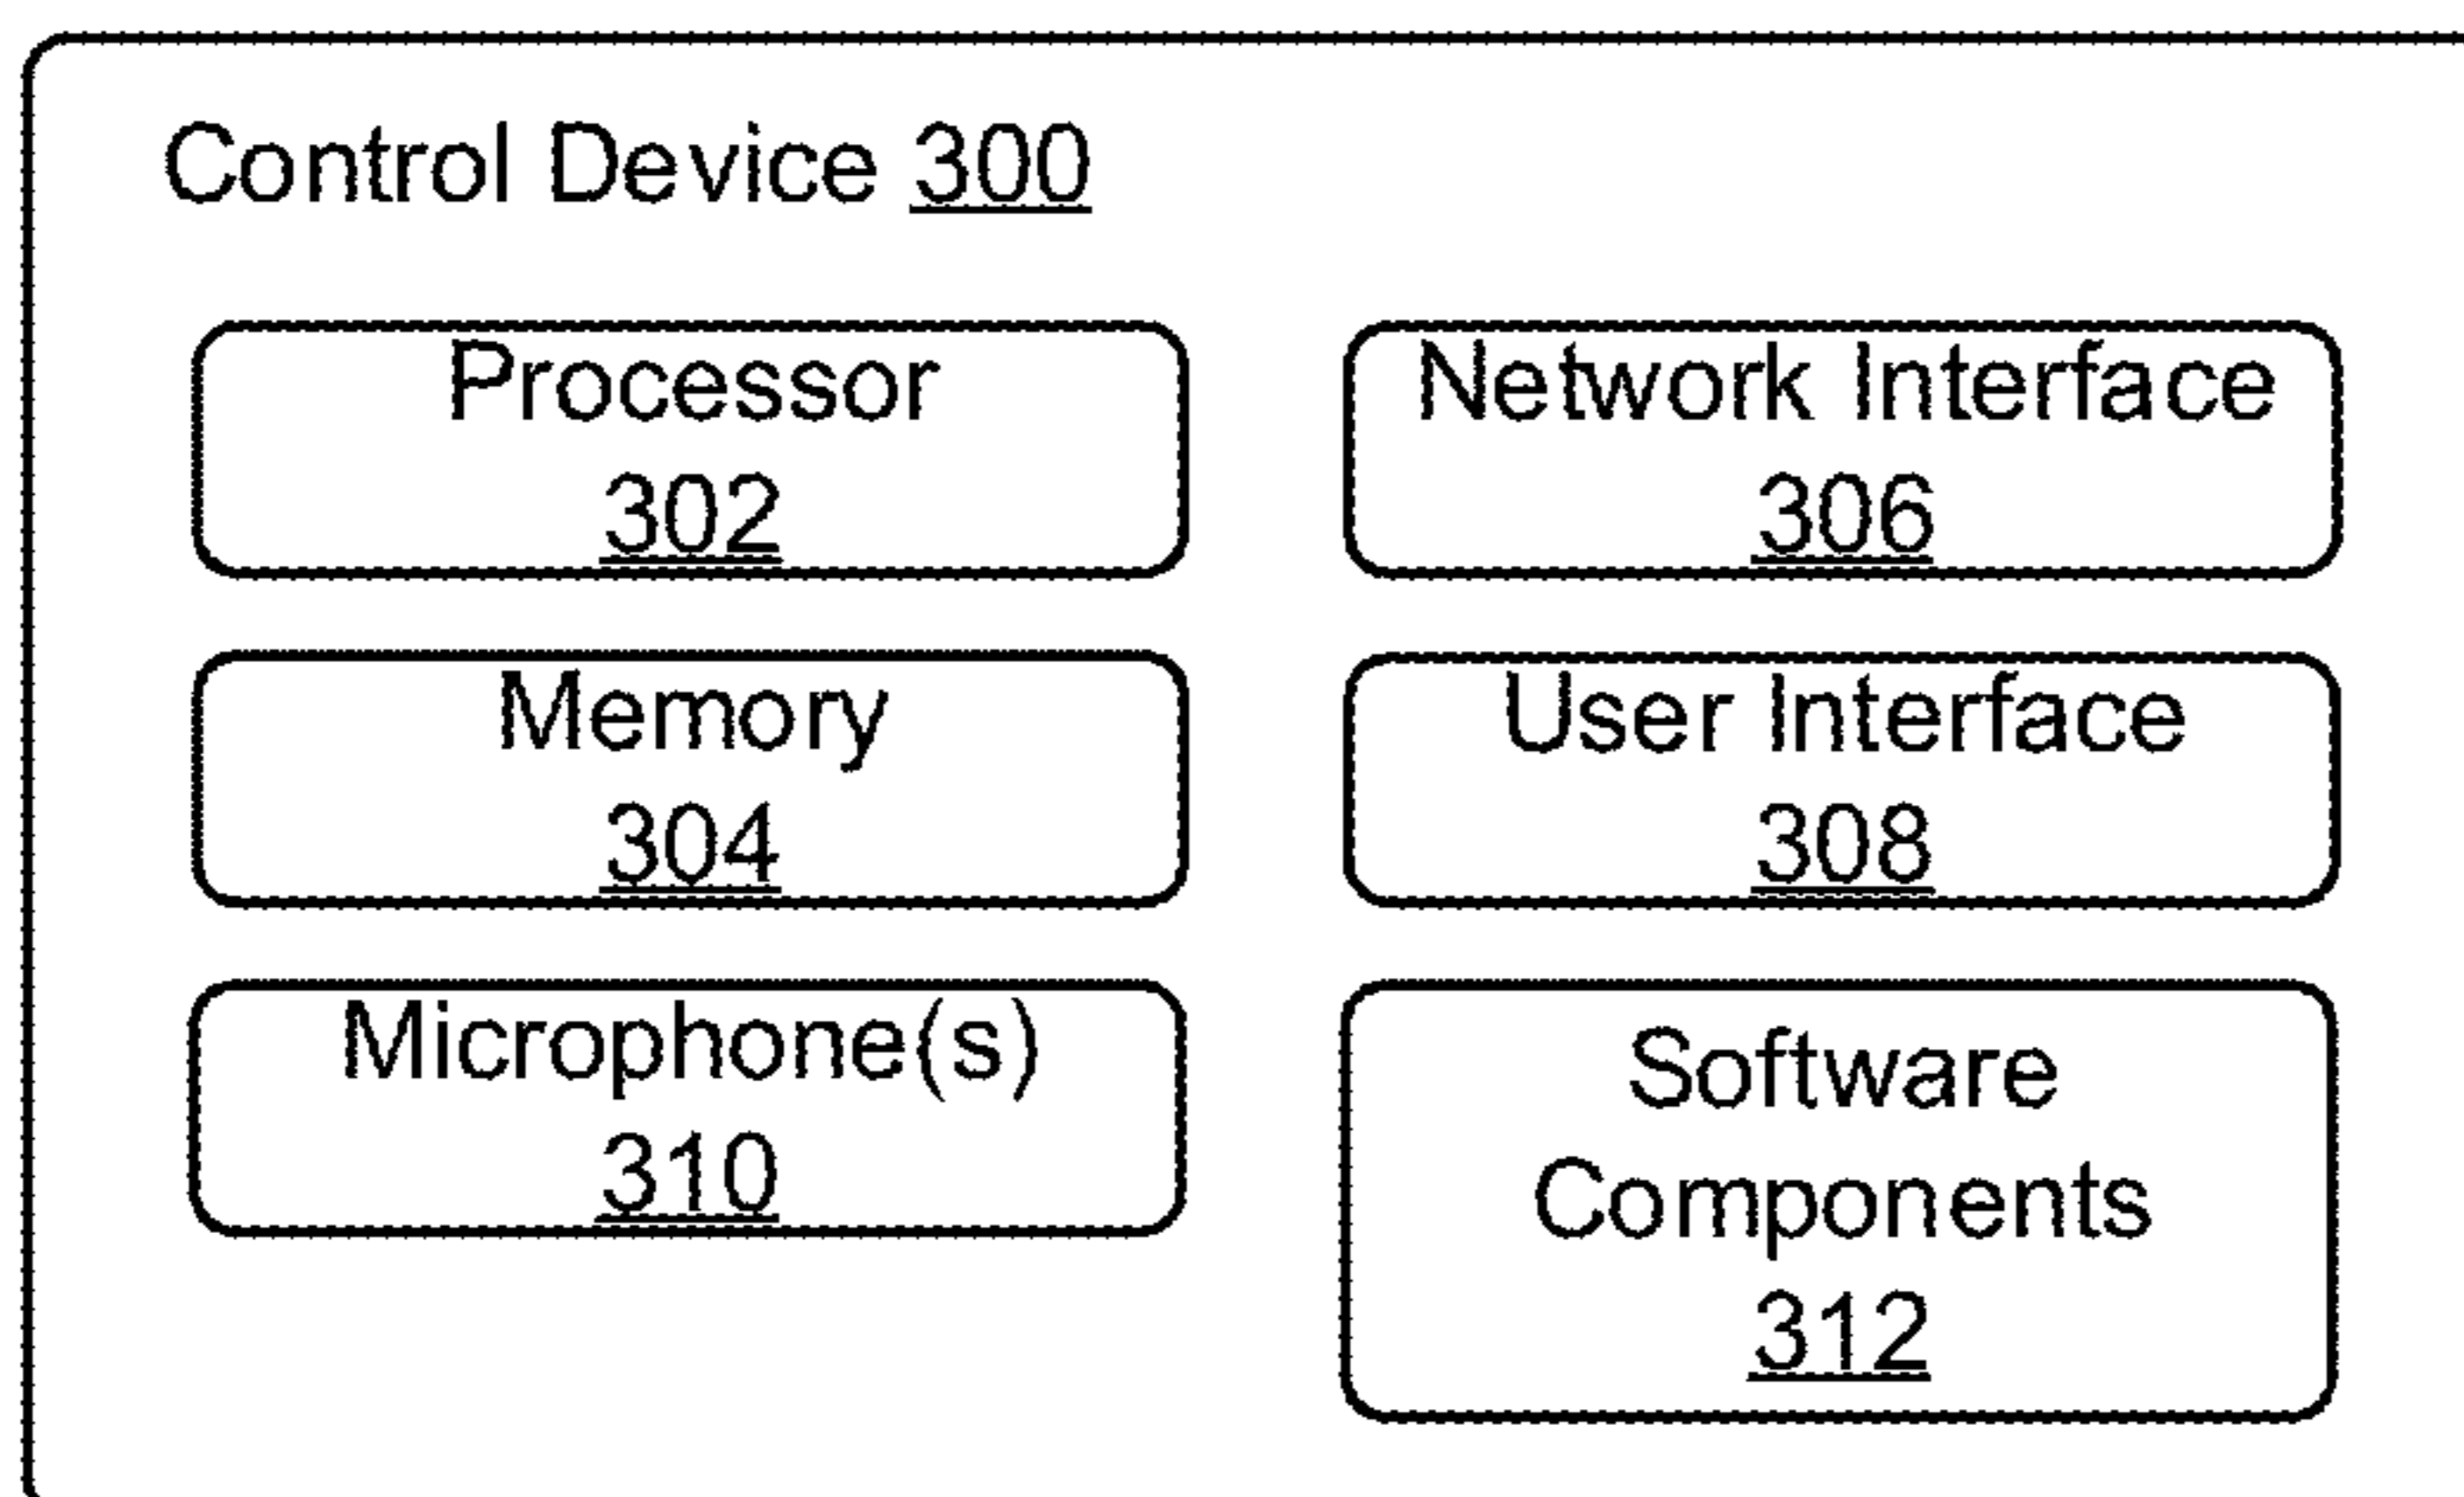 Control Device 300
Processor
302
Network Interface
306
Memory
304
User Interface
308
Microphone(s)
310
Software
Components
312